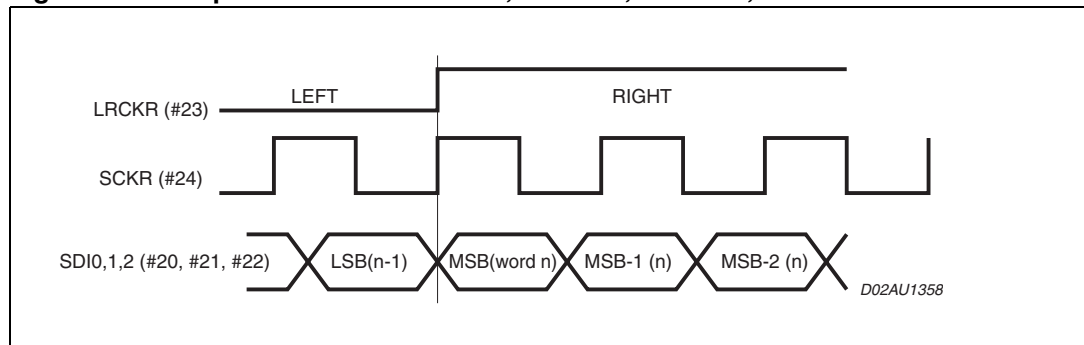 LEFT
RIGHT
LRCKR (#23)
SCKR (#24)
SDI0,1,2 (#20, #21, #22)
LSB(n-1)
MSB(word n)
MSB-1 (n)
MSB-2 (n)
D02AU1358